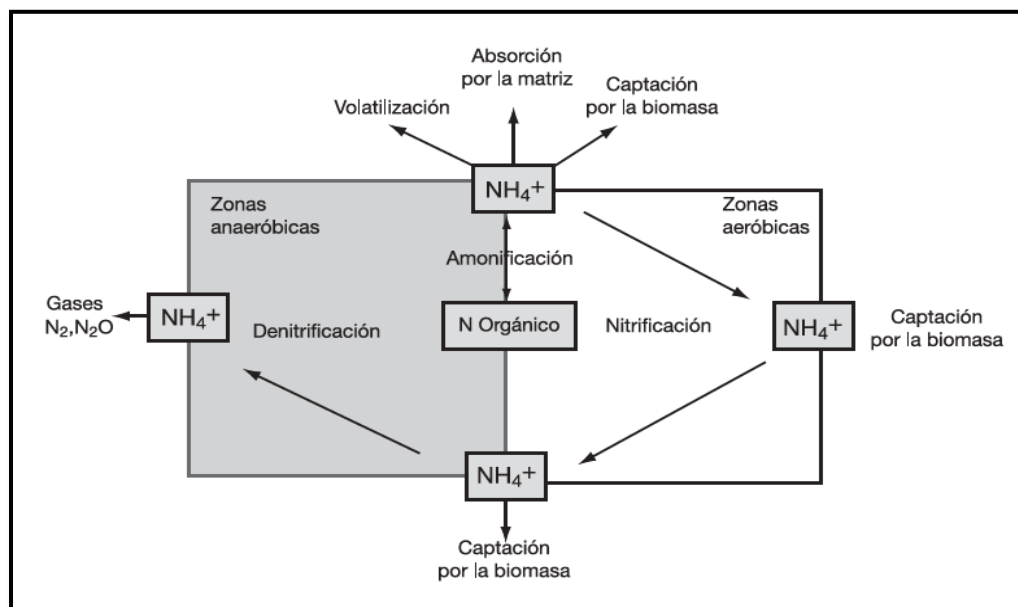 Absorción
por la matriz
Captación
por la biomasa
Volatilización
NH₄+
Zonas
anaeróbicas
Zonas
aeróbicas
Amonificación
Gases
N₂,N₂O
NH₄+
Denitrificación
N Orgánico
Nitrificación
NH₄+
Captación
por la biomasa
NH₄+
Captación
por la biomasa